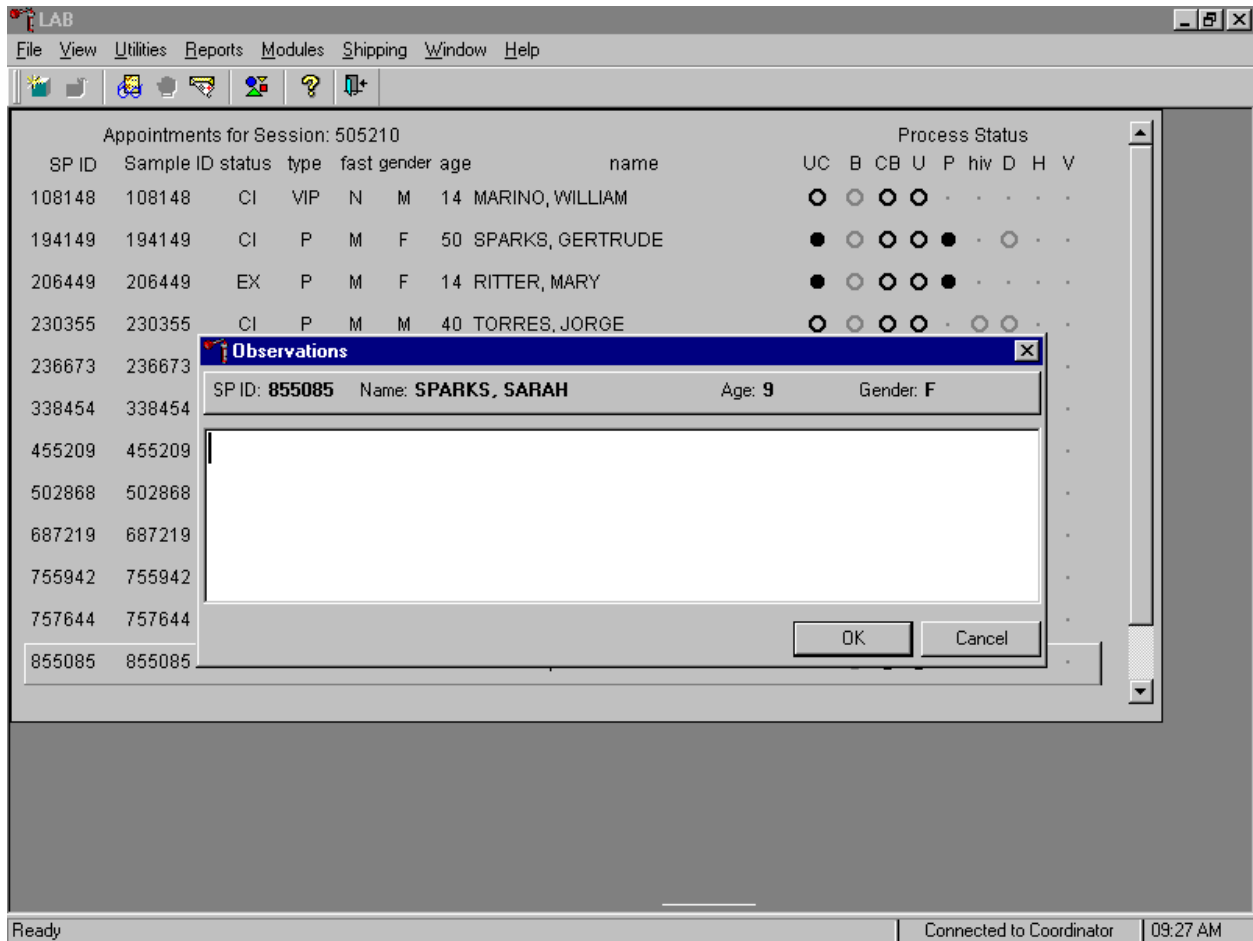 LAB
File View Utilities Reports Modules Shipping Window Help
Appointments for Session: 505210 Process Status
SP ID Sample ID status type fast gender age name UC B CB U P hiv D H V
108148 108148 CI VIP N M 14 MARINO, WILLIAM
194149 194149 CI P M F 50 SPARKS, GERTRUDE
206449 206449 EX P M F 14 RITTER, MARY
230355 230355 CI P M M 40 TORRES, JORGE
236673 236673
Observations
SP ID: 855085 Name: SPARKS, SARAH Age: 9 Gender: F
338454 338454
455209 455209
502868 502868
687219 687219
755942 755942
757644 757644
OK Cancel
855085 855085
Ready Connected to Coordinator 09:27 AM